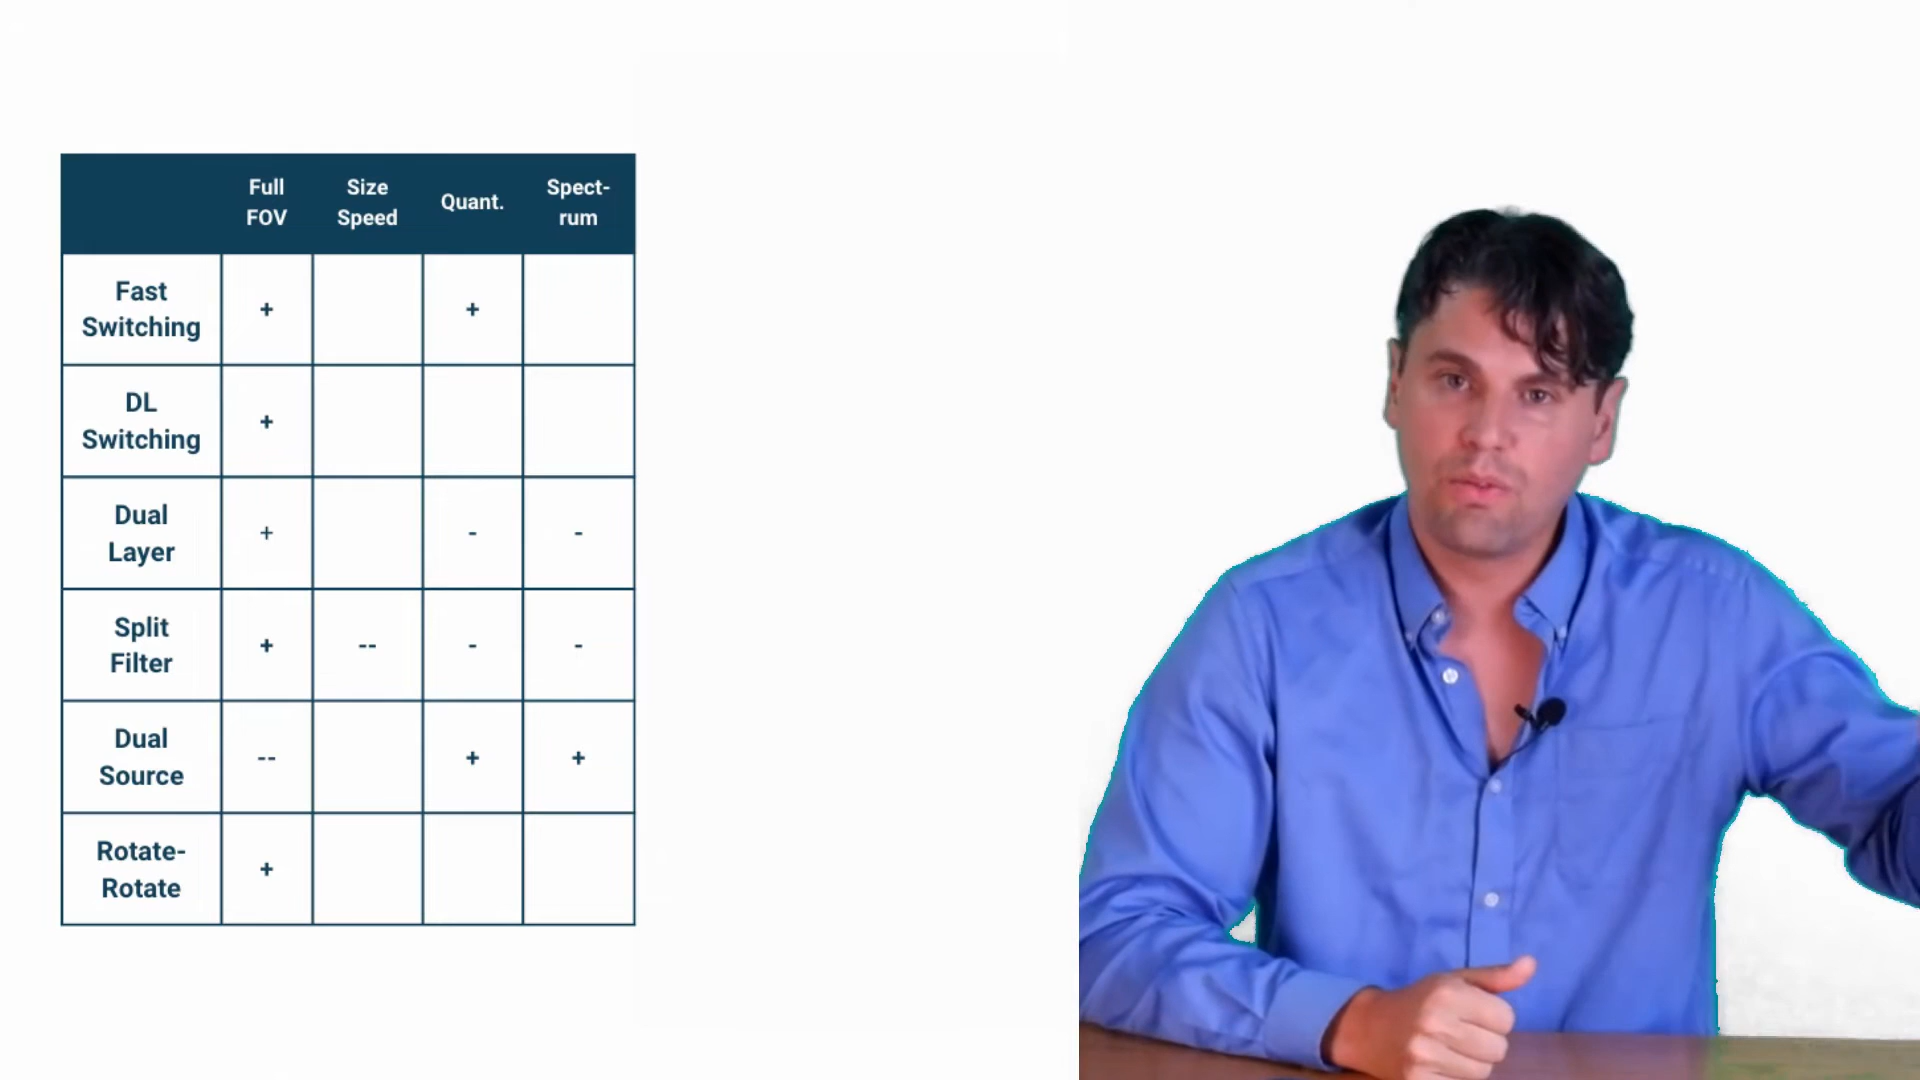 Full FOV
Size Speed
Quant.
Spect-rum
Fast Switching
+
+
DL Switching
+
Dual Layer
+
-
-
Split Filter
+
--
-
-
Dual Source
--
+
+
Rotate-Rotate
+